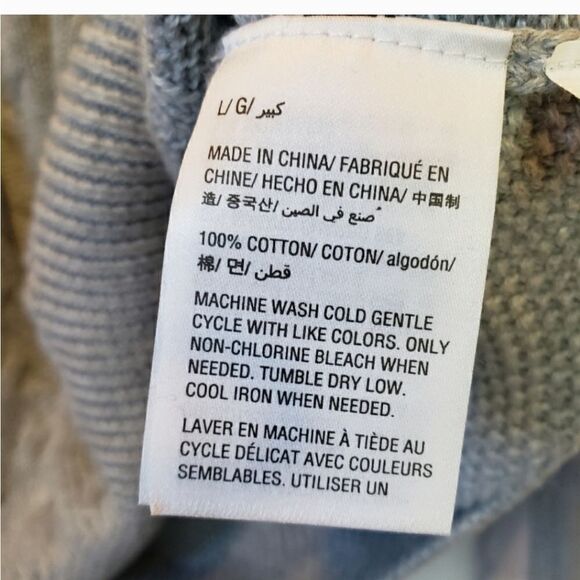 L/ G/ كبير
MADE IN CHINA/ FABRIQUÉ EN
CHINE/ HECHO EN CHINA/ 中国制
造/ 중국산/ صنع في الصين
100% COTTON/ COTON/ algodón/
棉/ 면/ قطن
MACHINE WASH COLD GENTLE
CYCLE WITH LIKE COLORS. ONLY
NON-CHLORINE BLEACH WHEN
NEEDED. TUMBLE DRY LOW.
COOL IRON WHEN NEEDED.
LAVER EN MACHINE À TIÈDE AU
CYCLE DÉLICAT AVEC COULEURS
SEMBLABLES. UTILISER UN